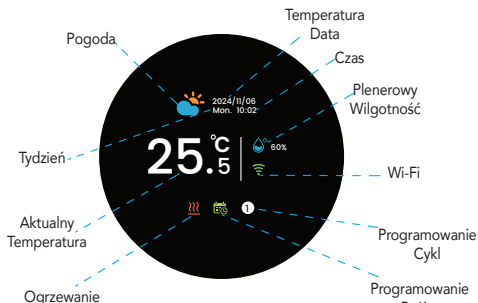 Temperatura
Data
Pogoda
Czas
2024/11/06
Mon. 10:02
Plenerowy
Wilgotność
60%
25.5 °C
Tydzień
Wi-Fi
Aktualny
Temperatura
1
Programowanie
Cykl
Ogrzewanie
Programowanie